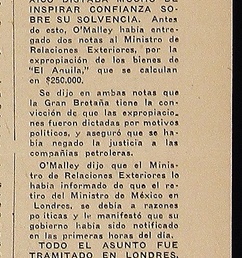 INSPIRAR CONFIANZA SO-
BRE SU SOLVENCIA. Antes
de esto, O'Malley había entre-
gado dos notas al Ministro de
Relaciones Exteriores, por la
expropiación de los bienes de
"El Aguila," que se calculan
en $250.000.
Se dijo en ambas notas que
la Gran Bretaña tiene la con-
vicción de que las expropiacio-
nes fueron dictadas por motivos
políticos, y aseguró que se ha-
bía negado la justicia a las
compañías petroleras.
O'Malley dijo que el Minis-
tro de Relaciones Exteriores lo
había informado de que el re-
tiro del Ministro de México en
Londres, se debía a razones
políticas y le manifestó que su
gobierno había sido notificado
en las primeras horas del día.
TODO EL ASUNTO FUE
TRAMITADO EN LONDRES.